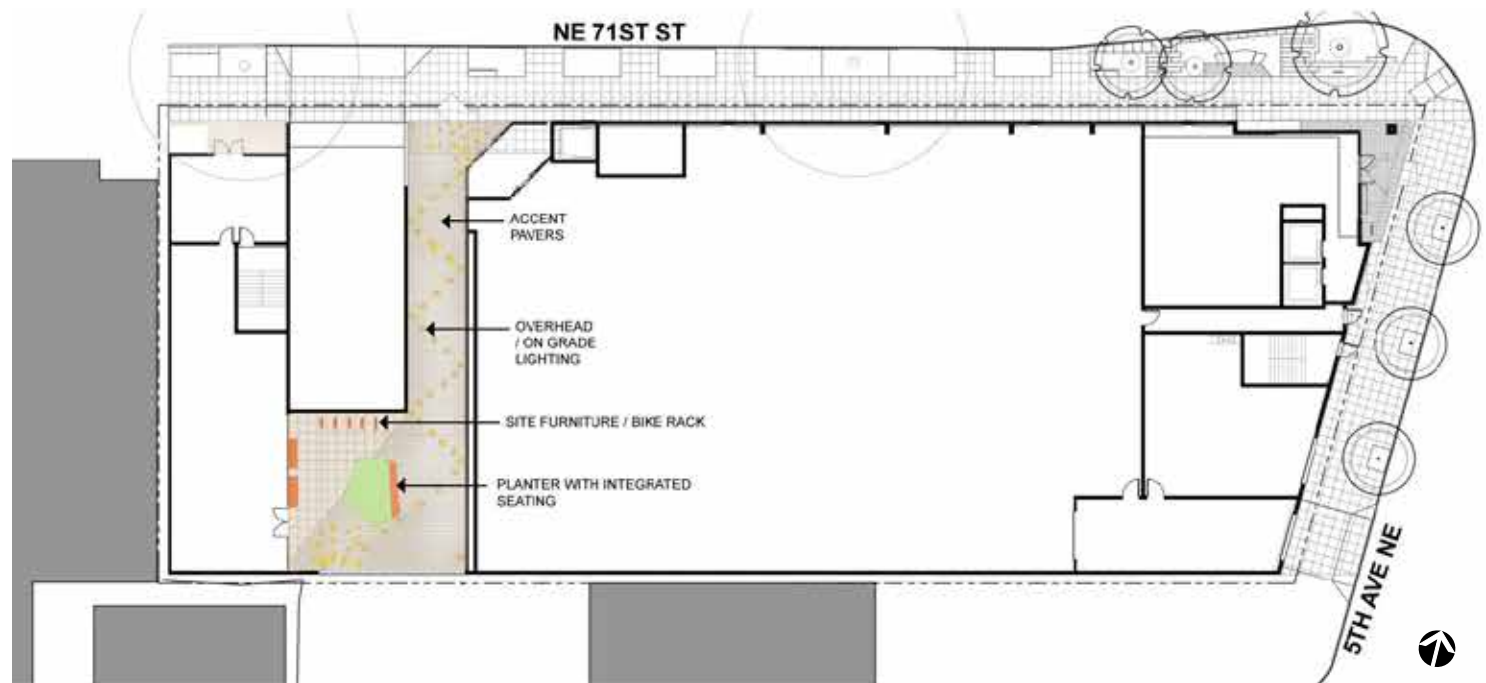 NE 71ST ST
ACCENT
PAVERS
OVERHEAD
/ ON GRADE
LIGHTING
SITE FURNITURE / BIKE RACK
PLANTER WITH INTEGRATED
SEATING
5TH AVE NE